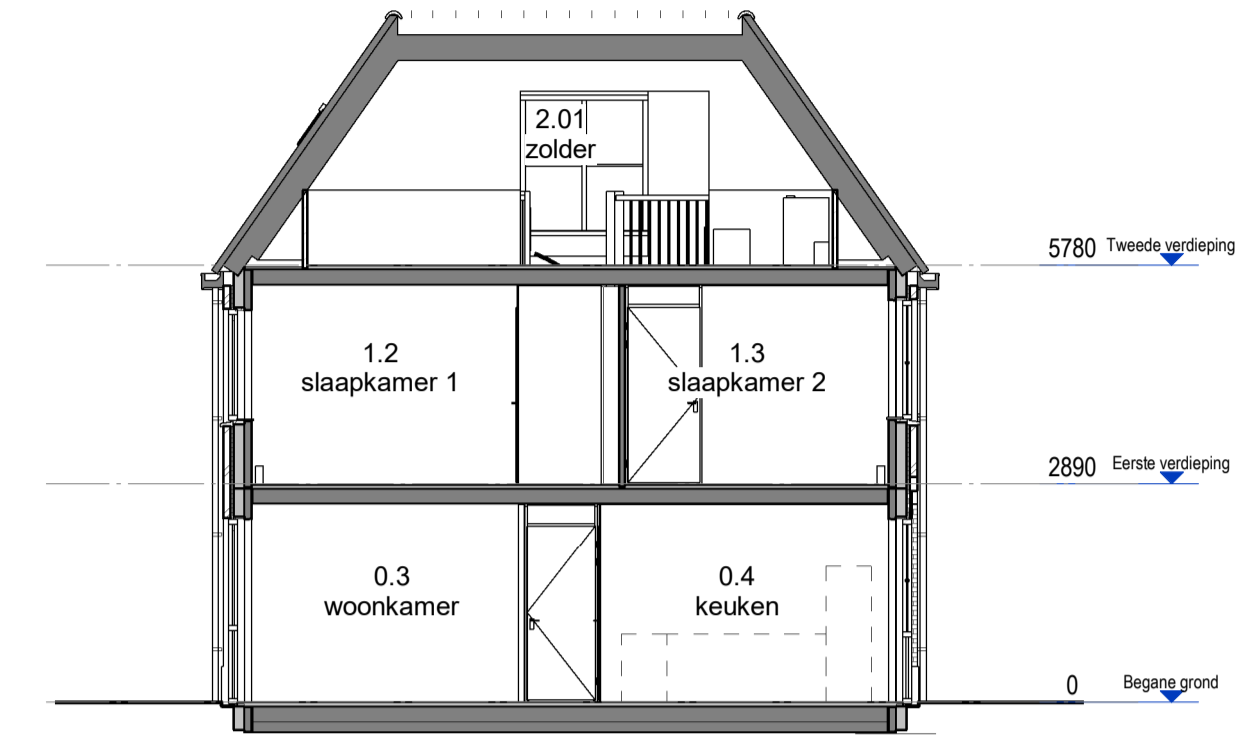 2.01
zolder
5780 Tweede verdieping
1.2
slaapkamer 1
1.3
slaapkamer 2
2890 Eerste verdieping
0.3
woonkamer
0.4
keuken
0 Begane grond